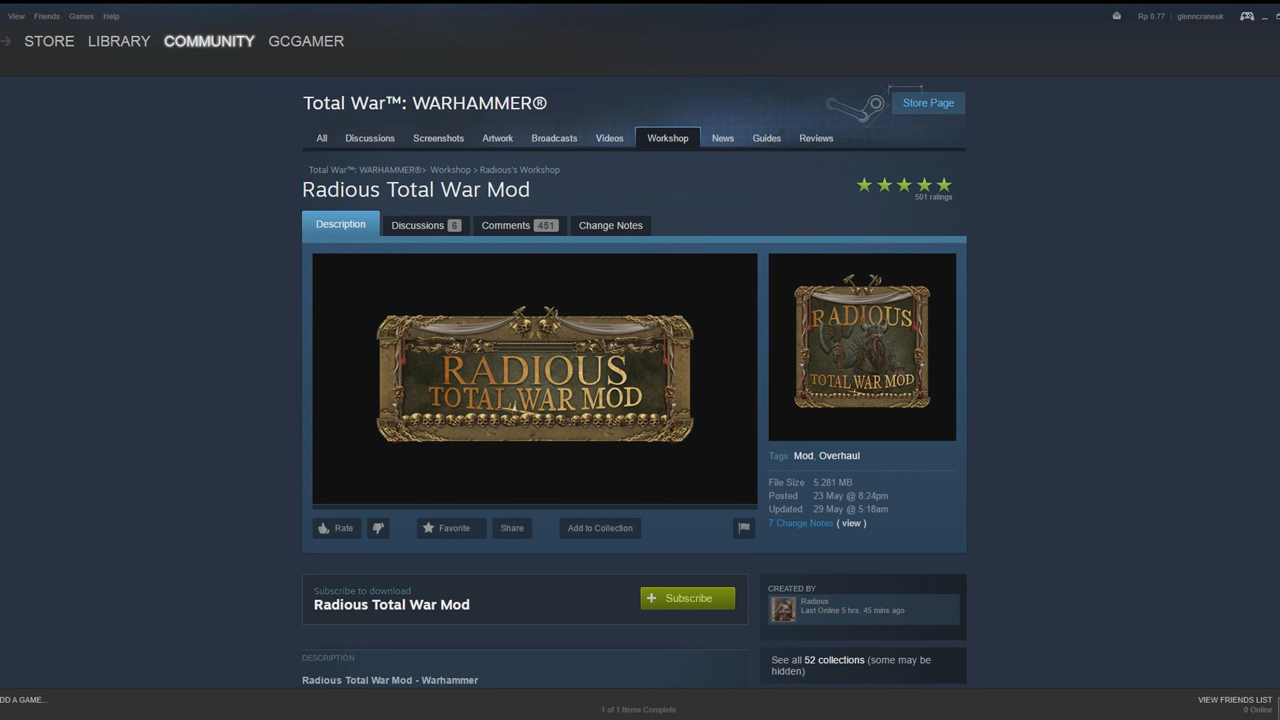 View Friends Games Help
Rp 0.77 | glenncraneuk
STORE LIBRARY COMMUNITY GCGAMER
Total War™: WARHAMMER®
Store Page
All Discussions Screenshots Artwork Broadcasts Videos Workshop News Guides Reviews
Total War™: WARHAMMER®> Workshop > Radious's Workshop
Radious Total War Mod
501 ratings
Description Discussions 6 Comments 451 Change Notes
RADIOUS
TOTAL WAR MOD
RADIOUS
TOTAL WAR MOD
Tags: Mod, Overhaul
File Size 5.281 MB
Posted 23 May @ 8:24pm
Updated 29 May @ 5:18am
7 Change Notes ( view )
Rate Favorite Share Add to Collection
Subscribe to download
Radious Total War Mod
Subscribe
CREATED BY
Radious
Last Online 5 hrs, 45 mins ago
See all 52 collections (some may be
hidden)
DESCRIPTION
Radious Total War Mod - Warhammer
DD A GAME...
1 of 1 Items Complete
VIEW FRIENDS LIST
0 Online